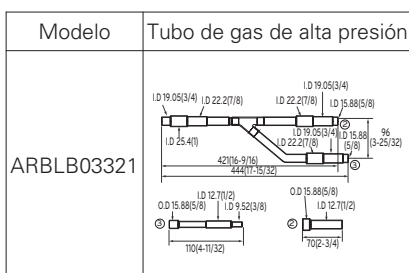 Modelo Tubo de gas de alta presión
ARBLB03321
I.D 19.05(3/4)
I.D 19.05(3/4) I.D 22.2(7/8) I.D 22.2(7/8) I.D 15.88(5/8)
②
I.D 25.4(1) I.D 19.05(3/4) I.D 15.88
(5/8)
I.D 22.2(7/8)
96
(3-25/32)
421(16-9/16)
444(17-15/32)
③
I.D 12.7(1/2)
O.D 15.88(5/8) I.D 9.52(3/8)
③
110(4-11/32)
O.D 15.88(5/8)
② I.D 12.7(1/2)
70(2-3/4)